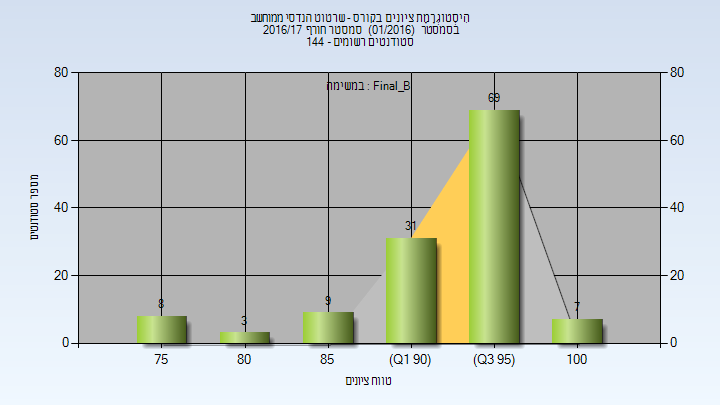 היסטוגרמת ציונים בקורס - שרטוט הנדסי ממוחשב
בסמסטר (01/2016) סמסטר חורף 2016/17
סטודנטים רשומים - 144
במשימה : Final_B
80
60
40
20
0
80
60
40
20
0
מספר סטודנטים
8
3
9
31
69
7
75
80
85
(Q1 90)
(Q3 95)
100
טווח ציונים